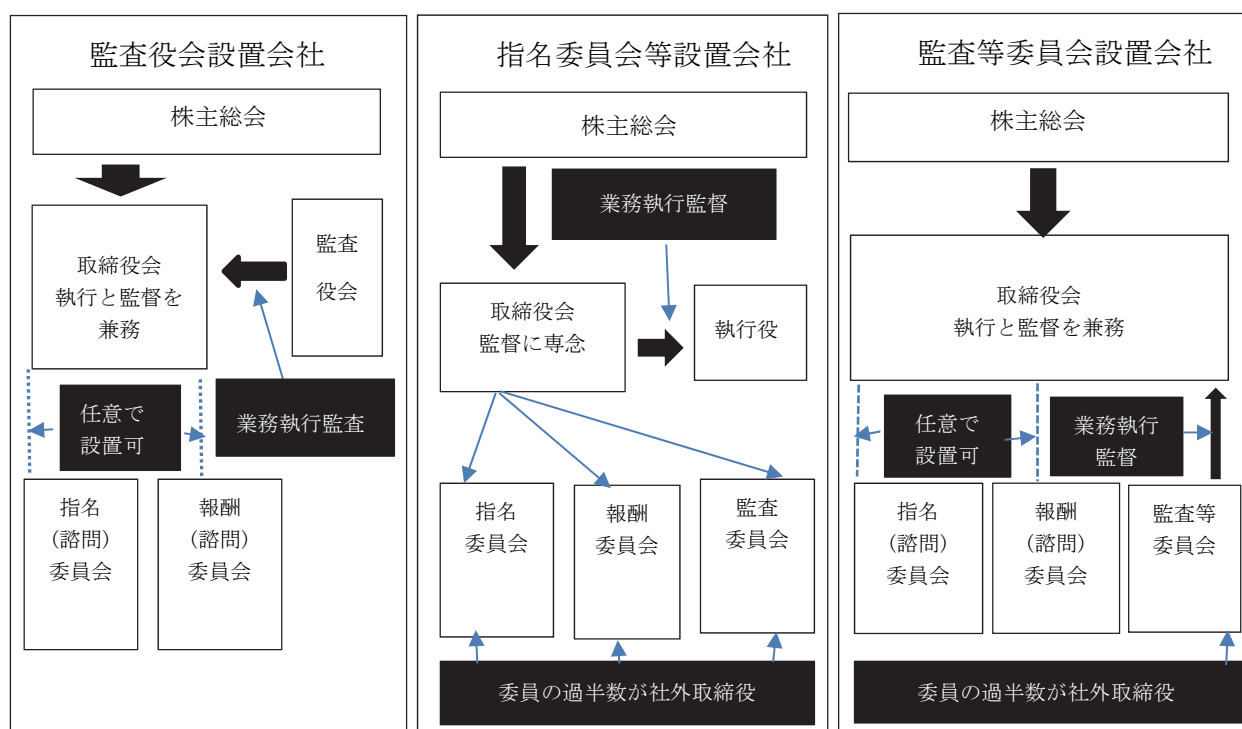 監査役会設置会社
株主総会
取締役会
執行と監督を
兼務
監査
役会
任意で
設置可
業務執行監査
指名
(諮問)
委員会
報酬
(諮問)
委員会
指名委員会等設置会社
株主総会
業務執行監督
取締役会
監督に専念
執行役
指名
委員会
報酬
委員会
監査
委員会
委員の過半数が社外取締役
監査等委員会設置会社
株主総会
取締役会
執行と監督を兼務
任意で
設置可
業務執行
監督
指名
(諮問)
委員会
報酬
(諮問)
委員会
監査等
委員会
委員の過半数が社外取締役